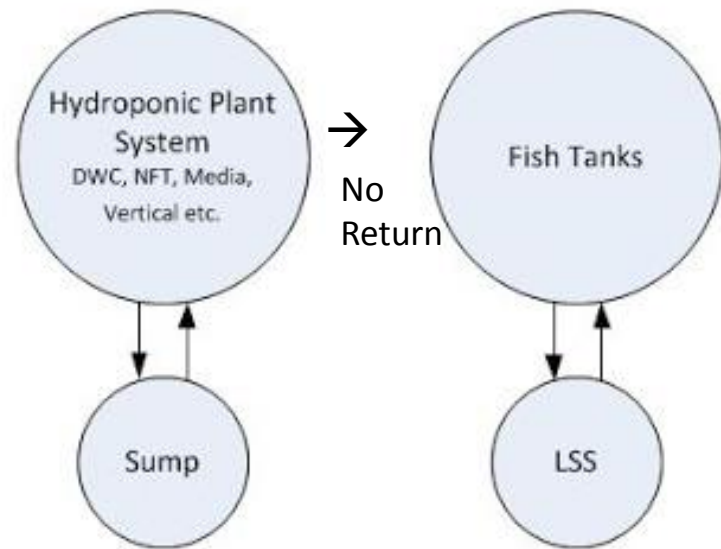 Hydroponic Plant
System
DWC, NFT, Media,
Vertical etc.
→
No
Return
Fish Tanks
Sump
LSS